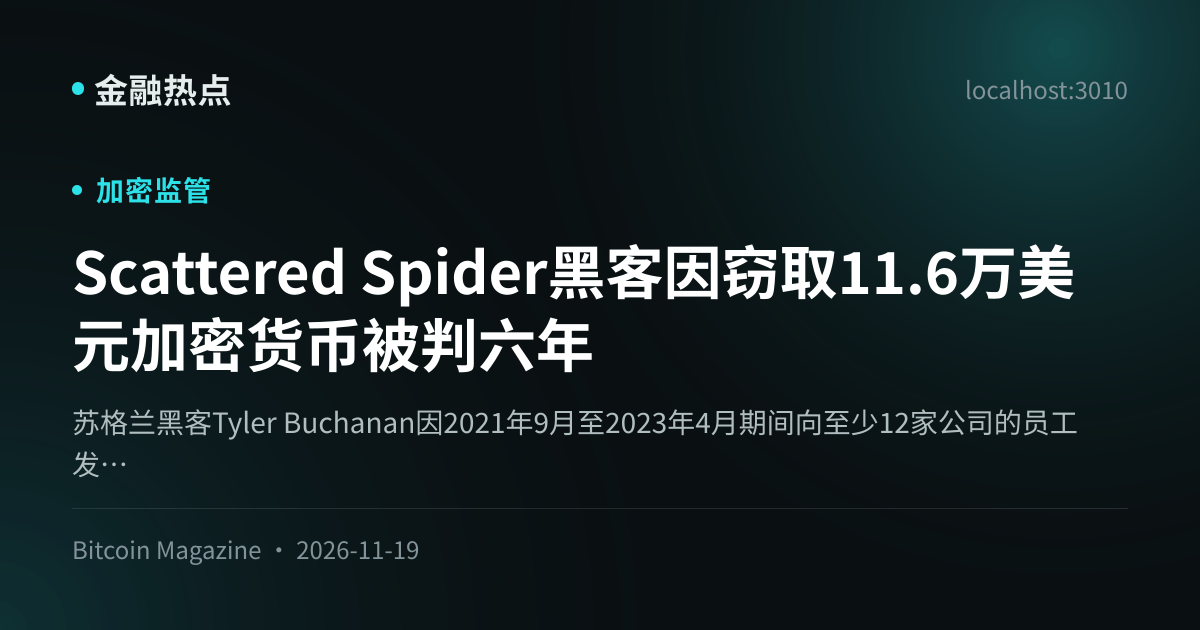 金融热点
localhost:3010
加密监管
Scattered Spider黑客因窃取11.6万美
元加密货币被判六年
苏格兰黑客Tyler Buchanan因2021年9月至2023年4月期间向至少12家公司的员工
发…
Bitcoin Magazine · 2026-11-19